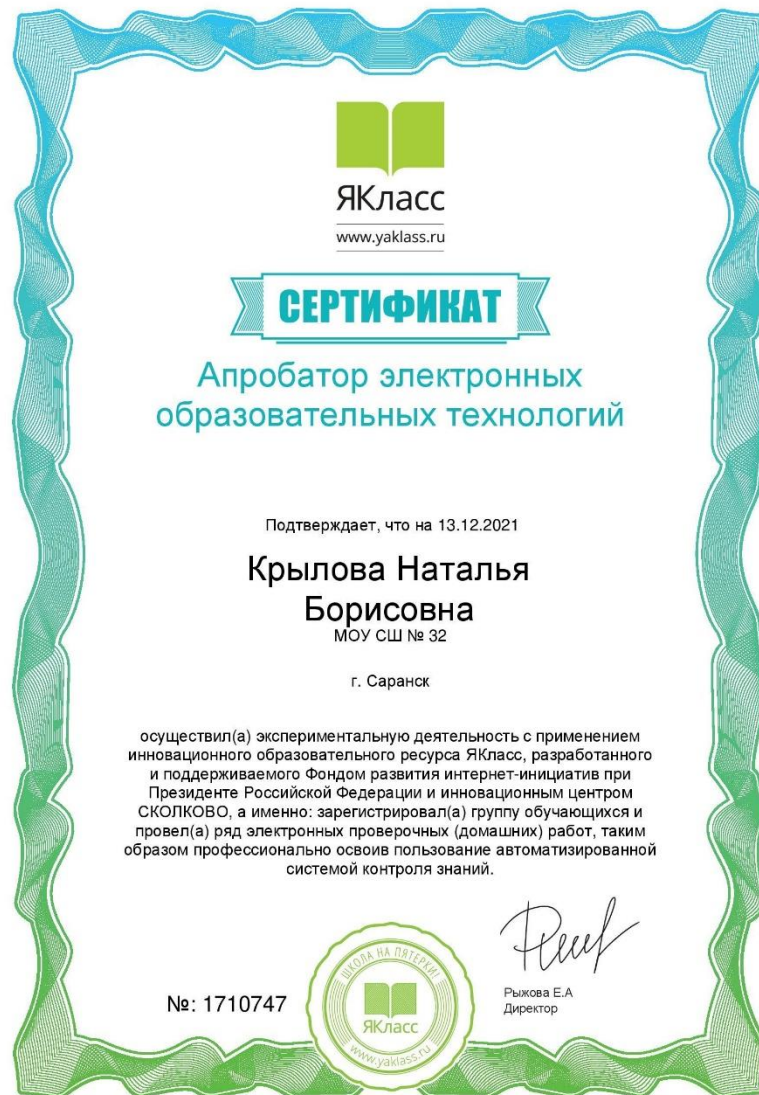 ЯКласс
www.yaklass.ru
СЕРТИФИКАТ
Апробатор электронных
образовательных технологий
Подтверждает, что на 13.12.2021
Крылова Наталья
Борисовна
МОУ СШ № 32
г. Саранск
осуществил(а) экспериментальную деятельность с применением
инновационного образовательного ресурса ЯКласс, разработанного
и поддерживаемого Фондом развития интернет-инициатив при
Президенте Российской Федерации и инновационным центром
СКОЛКОВО, а именно: зарегистрировал(а) группу обучающихся и
провел(а) ряд электронных проверочных (домашних) работ, таким
образом профессионально освоив пользование автоматизированной
системой контроля знаний.
№: 1710747
ШКОЛА НА ПЯТЕРКИ!
ЯКласс
www.yaklass.ru
Рыжова Е.А
Директор